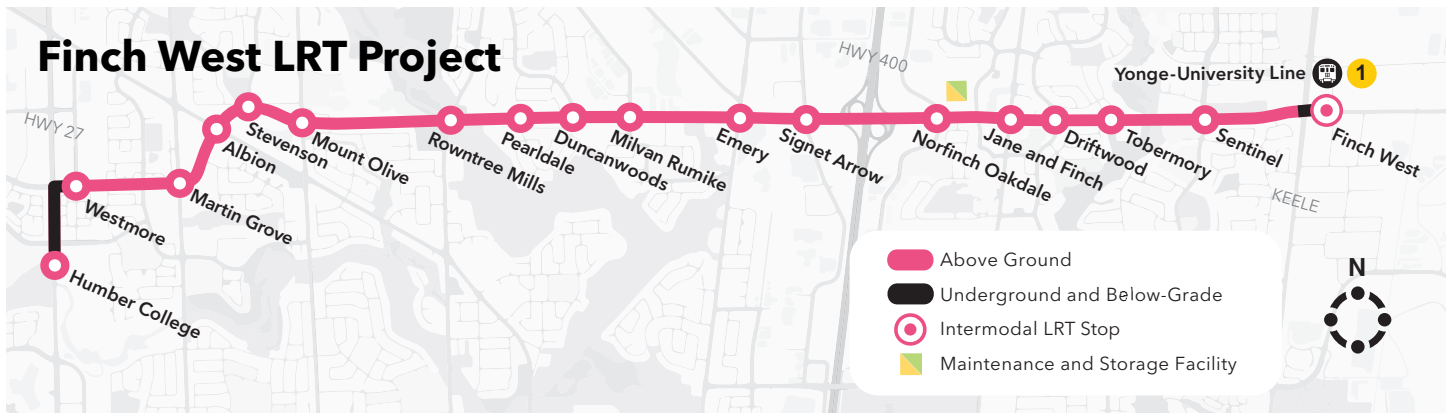 Finch West LRT Project
HWY 400
Yonge-University Line
1
HWY 27
Stevenson
Mount Olive
Albion
Rowntree Mills
Pearldale
Duncanwoods
Milvan Rumike
Emery
Signet Arrow
Norfinch Oakdale
Jane and Finch
Driftwood
Tobermory
Sentinel
Finch West
KEELE
Westmore
Martin Grove
Humber College
Above Ground
Underground and Below-Grade
Intermodal LRT Stop
Maintenance and Storage Facility
N